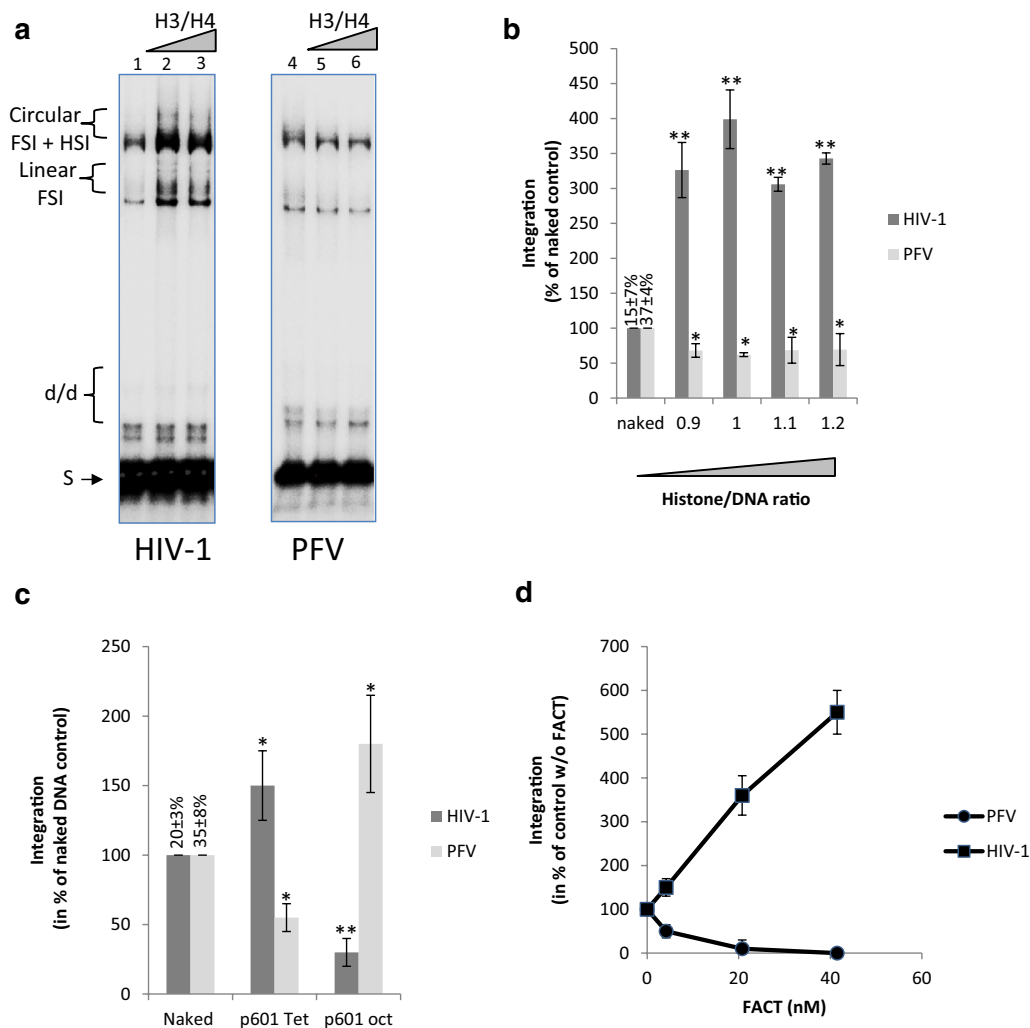 a
H3/H4
H3/H4
1 2 3
4 5 6
Circular
FSI + HSI
Linear
FSI
d/d
S
HIV-1
PFV
b
Integration
(% of naked control)
500
450
400
350
300
250
200
150
100
50
0
15±7%
37±4%
**
*
**
*
**
*
**
*
naked 0.9 1 1.1 1.2
Histone/DNA ratio
HIV-1
PFV
c
Integration
(in % of naked DNA control)
250
200
150
100
50
0
20±3%
35±8%
*
*
**
*
Naked p601 Tet p601 oct
HIV-1
PFV
d
Integration
(in % of control w/o FACT)
700
600
500
400
300
200
100
0
0 20 40 60
FACT (nM)
PFV
HIV-1